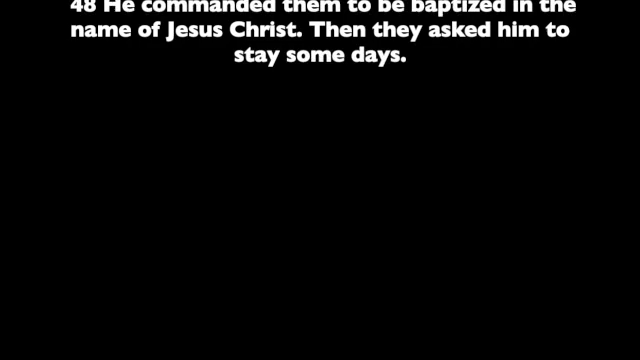 48 He commanded them to be baptized in the
name of Jesus Christ. Then they asked him to
stay some days.